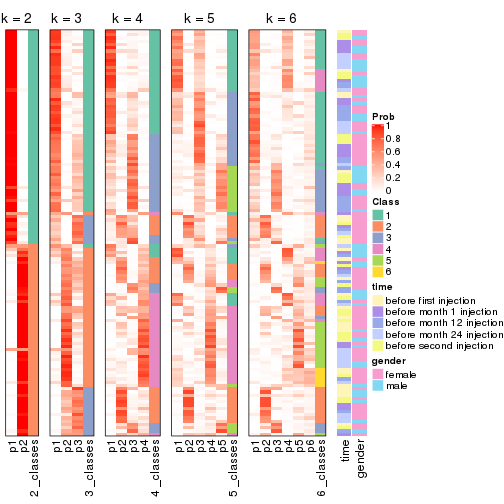 k = 2
k = 3
k = 4
k = 5
k = 6
p1
p2
2_classes
p1
p2
p3
3_classes
p1
p2
p3
p4
4_classes
p1
p2
p3
p4
p5
5_classes
p1
p2
p3
p4
p5
p6
6_classes
time
gender
Prob
1
0.8
0.6
0.4
0.2
0
Class
1
2
3
4
5
6
time
before first injection
before month 1 injection
before month 12 injection
before month 24 injection
before second injection
gender
female
male